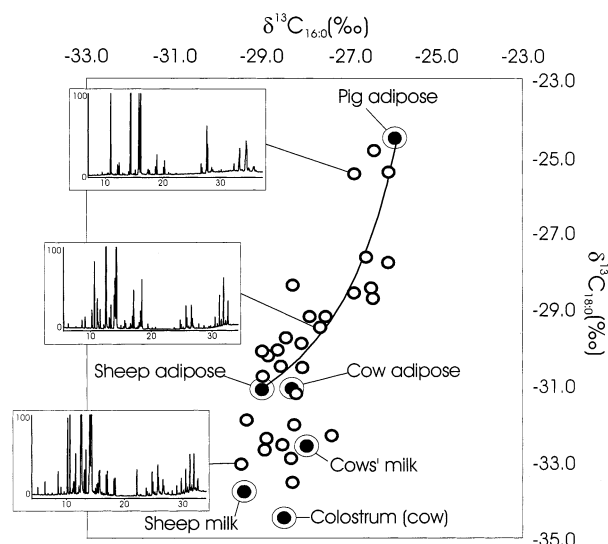 δ¹³C₁₆:₀(‰)
-33.0 -31.0 -29.0 -27.0 -25.0 -23.0
-23.0
-25.0
-27.0
-29.0
-31.0
-33.0
-35.0
δ¹³C₁₈:₀(‰)
Pig adipose
Sheep adipose
Cow adipose
Cows' milk
Sheep milk
Colostrum (cow)
100
0
10 20 30
100
0
10 20 30
100
0
10 20 30